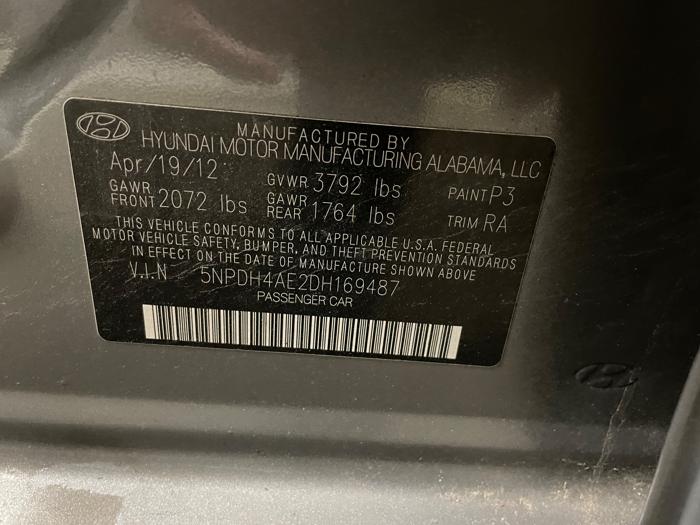 MANUFACTURED BY
HYUNDAI MOTOR MANUFACTURING ALABAMA, LLC
Apr/19/12 GVWR 3792 lbs PAINT P3
GAWR FRONT 2072 lbs GAWR REAR 1764 lbs TRIM RA
THIS VEHICLE CONFORMS TO ALL APPLICABLE U.S.A. FEDERAL
MOTOR VEHICLE SAFETY, BUMPER, AND THEFT PREVENTION STANDARDS
IN EFFECT ON THE DATE OF MANUFACTURE SHOWN ABOVE
V.I.N 5NPDH4AE2DH169487
PASSENGER CAR